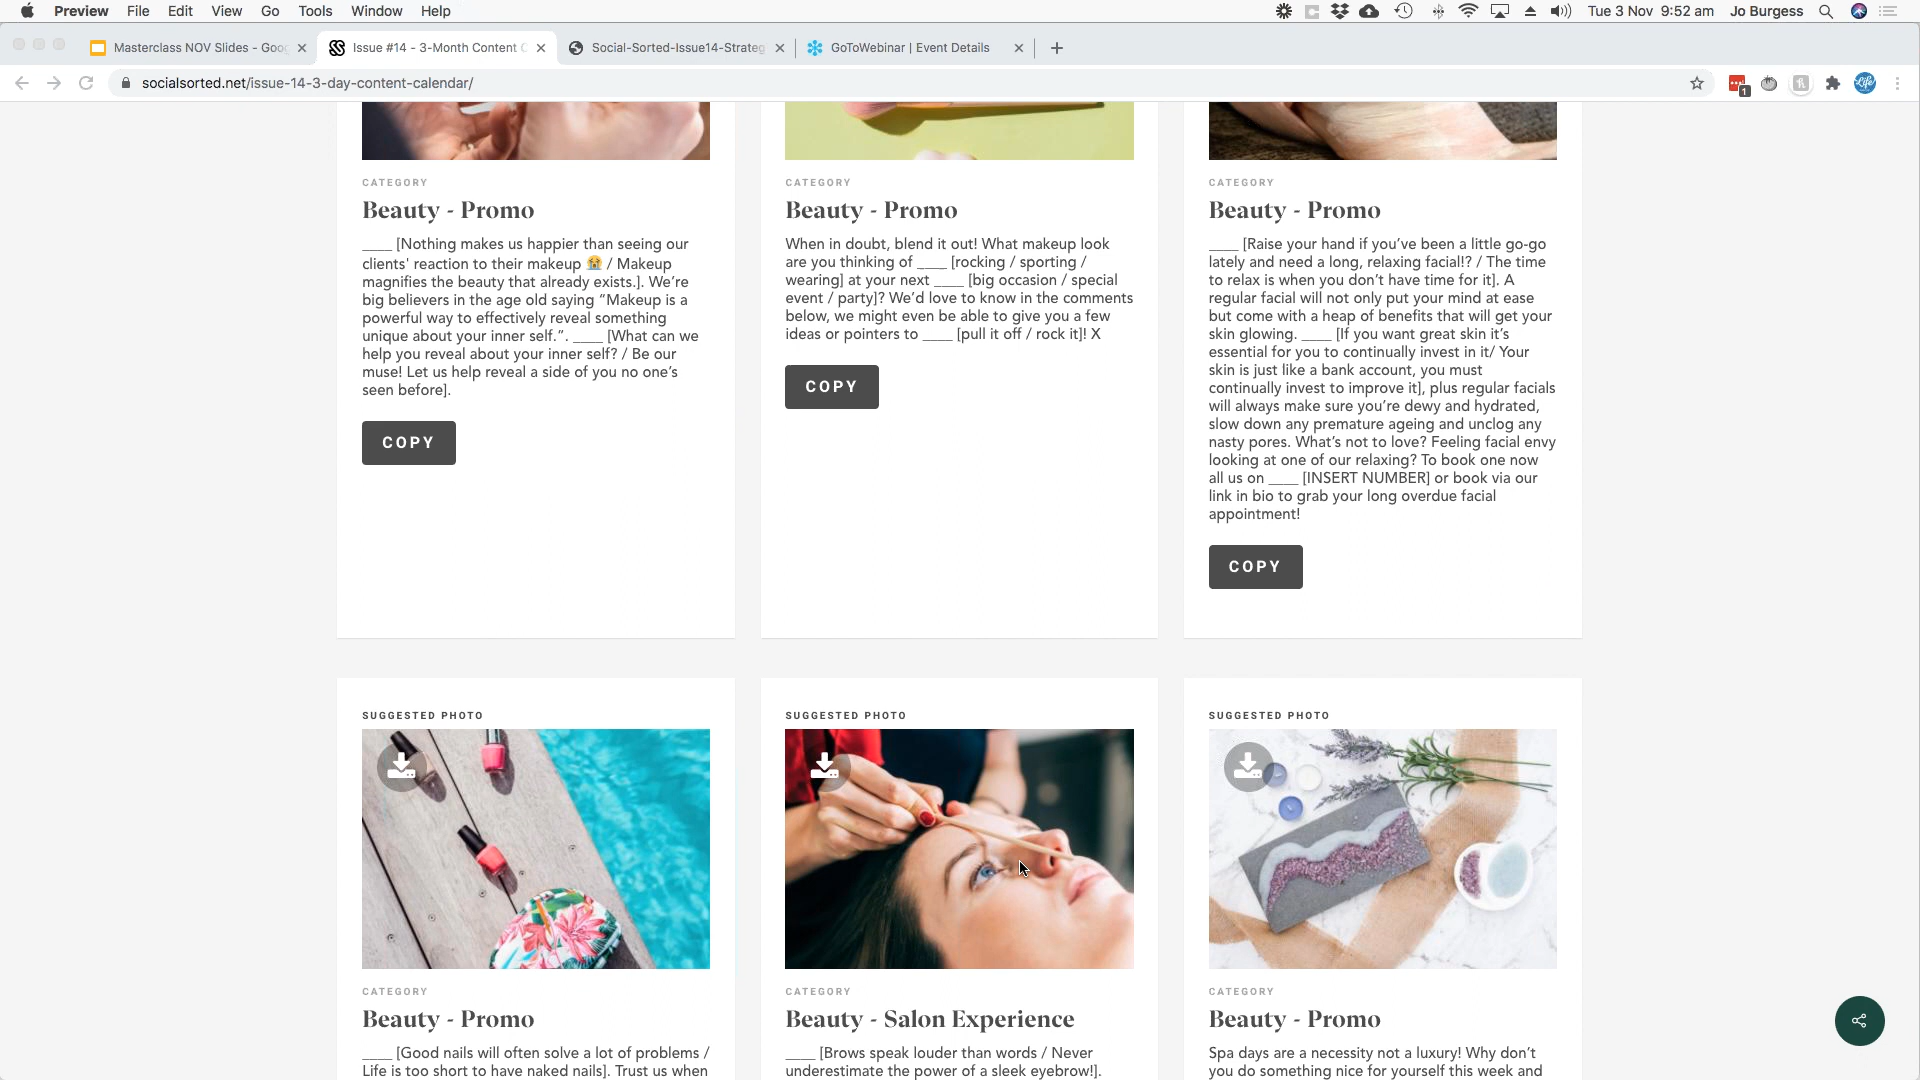 Preview File Edit View Go Tools Window Help
Tue 3 Nov 9:52 am Jo Burgess
Masterclass NOV Slides - Goog
Issue #14 - 3-Month Content C
Social-Sorted-Issue14-Strateg
GoToWebinar | Event Details
socialsorted.net/issue-14-3-day-content-calendar/
1
Life
CATEGORY
Beauty - Promo
____ [Nothing makes us happier than seeing our
clients' reaction to their makeup 😭 / Makeup
magnifies the beauty that already exists.]. We're
big believers in the age old saying “Makeup is a
powerful way to effectively reveal something
unique about your inner self.”. ____ [What can we
help you reveal about your inner self? / Be our
muse! Let us help reveal a side of you no one's
seen before].
COPY
CATEGORY
Beauty - Promo
When in doubt, blend it out! What makeup look
are you thinking of ____ [rocking / sporting /
wearing] at your next ____ [big occasion / special
event / party]? We'd love to know in the comments
below, we might even be able to give you a few
ideas or pointers to ____ [pull it off / rock it]! X
COPY
CATEGORY
Beauty - Promo
____ [Raise your hand if you've been a little go-go
lately and need a long, relaxing facial!? / The time
to relax is when you don't have time for it]. A
regular facial will not only put your mind at ease
but come with a heap of benefits that will get your
skin glowing. ____ [If you want great skin it's
essential for you to continually invest in it/ Your
skin is just like a bank account, you must
continually invest to improve it], plus regular facials
will always make sure you're dewy and hydrated,
slow down any premature ageing and unclog any
nasty pores. What's not to love? Feeling facial envy
looking at one of our relaxing? To book one now
all us on ____ [INSERT NUMBER] or book via our
link in bio to grab your long overdue facial
appointment!
COPY
SUGGESTED PHOTO
CATEGORY
Beauty - Promo
____ [Good nails will often solve a lot of problems /
Life is too short to have naked nails]. Trust us when
SUGGESTED PHOTO
CATEGORY
Beauty - Salon Experience
____ [Brows speak louder than words / Never
underestimate the power of a sleek eyebrow!].
SUGGESTED PHOTO
CATEGORY
Beauty - Promo
Spa days are a necessity not a luxury! Why don't
you do something nice for yourself this week and